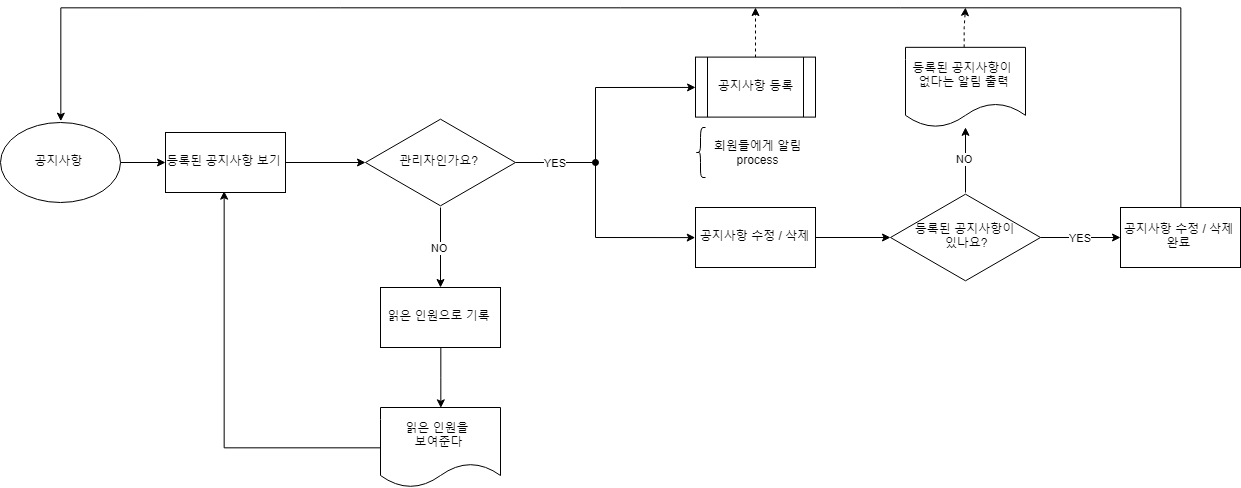 공지사항
등록된 공지사항 보기
관리자인가요?
YES
NO
읽은 인원으로 기록
읽은 인원을
보여준다
공지사항 등록
회원들에게 알림
process
공지사항 수정 / 삭제
등록된 공지사항이
있나요?
NO
등록된 공지사항이
없다는 알림 출력
YES
공지사항 수정 / 삭제
완료